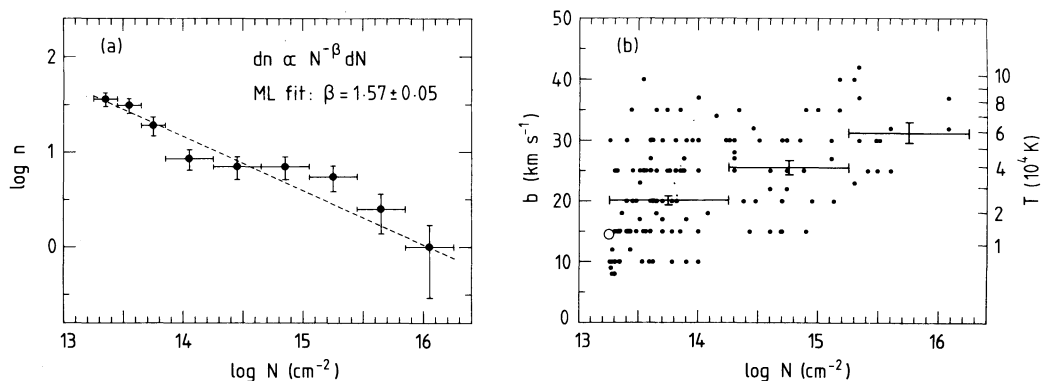 (a)
dn ∝ N^-β dN
ML fit: β = 1.57 ± 0.05
log n
2
1
0
13 14 15 16
log N (cm^-2)
(b)
b (km s^-1)
50
40
30
20
10
0
13 14 15 16
log N (cm^-2)
T (10^4 K)
10
8
6
4
2
1